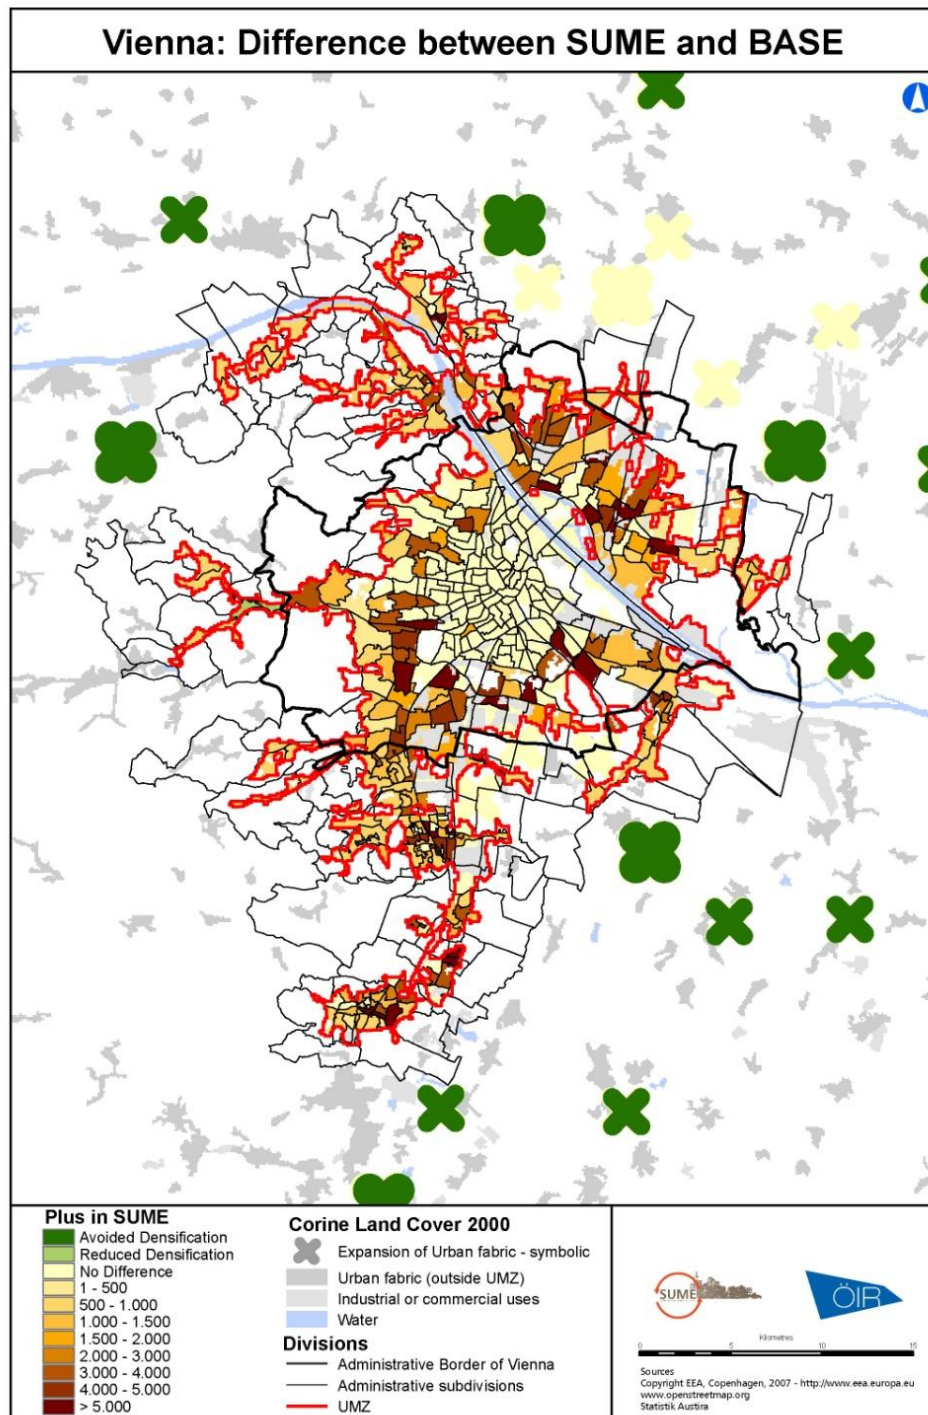 Vienna: Difference between SUME and BASE
Plus in SUME
Avoided Densification
Reduced Densification
No Difference
1 - 500
500 - 1.000
1.000 - 1.500
1.500 - 2.000
2.000 - 3.000
3.000 - 4.000
4.000 - 5.000
> 5.000
Corine Land Cover 2000
Expansion of Urban fabric - symbolic
Urban fabric (outside UMZ)
Industrial or commercial uses
Water
Divisions
Administrative Border of Vienna
Administrative subdivisions
UMZ
SUME
ÖIR
Kilometres
0 5 10 15
Sources
Copyright EEA, Copenhagen, 2007 - http://www.eea.europa.eu
www.openstreetmap.org
Statistik Austira